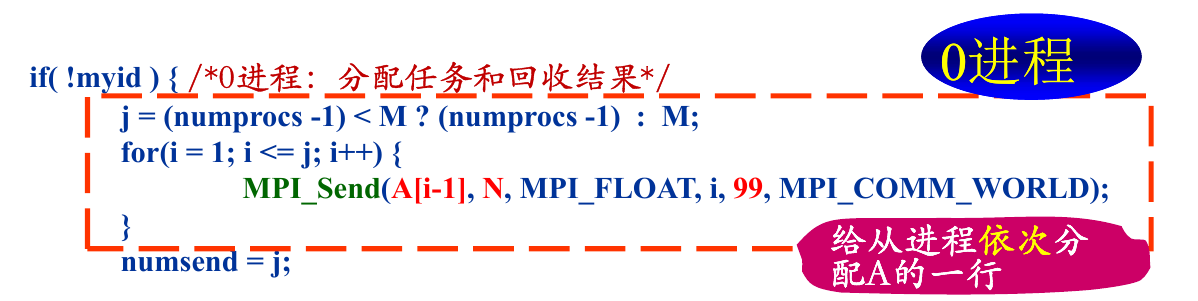 0进程
if( !myid ) { /*0进程：分配任务和回收结果*/
j = (numprocs -1) < M ? (numprocs -1) : M;
for(i = 1; i <= j; i++) {
MPI_Send(A[i-1], N, MPI_FLOAT, i, 99, MPI_COMM_WORLD);
}
numsend = j;
给从进程依次分
配A的一行